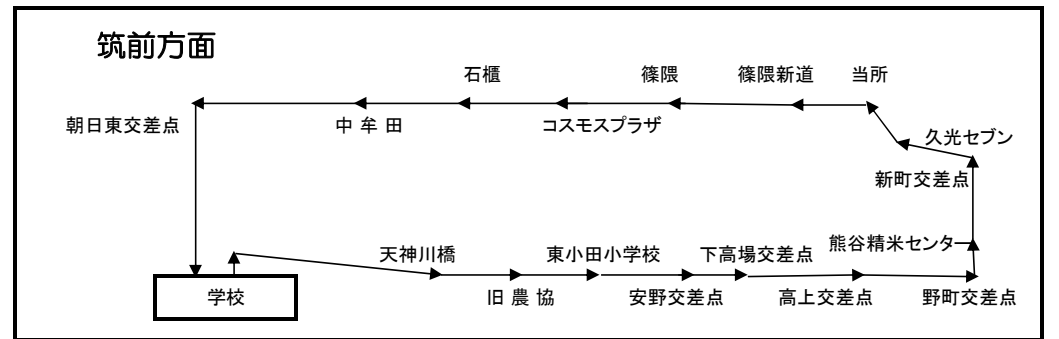 筑前方面
石櫃
篠隈
篠隈新道
当所
朝日東交差点
中牟田
コスモスプラザ
久光セブン
新町交差点
天神川橋
東小田小学校
下高場交差点
熊谷精米センター
学校
旧農協
安野交差点
高上交差点
野町交差点